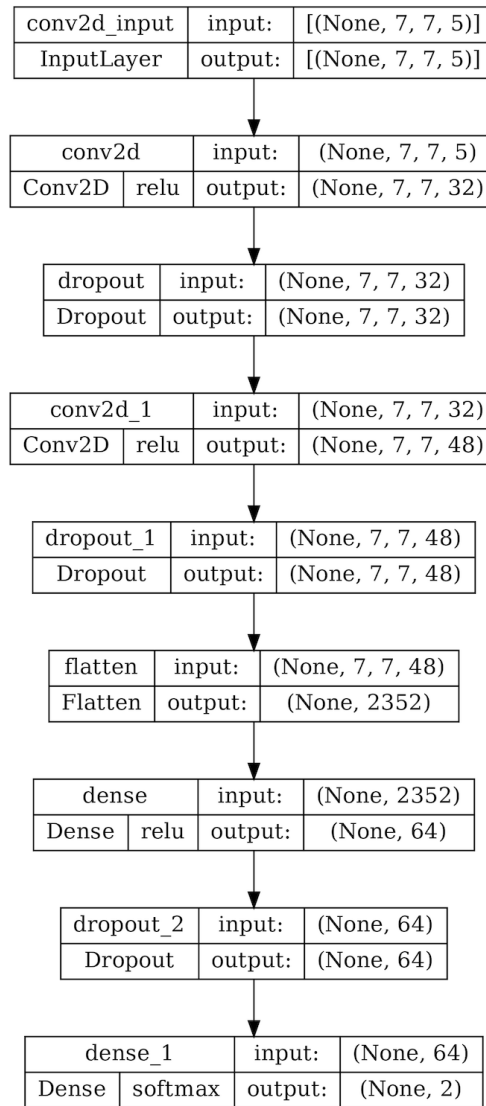 conv2d_input input: [(None, 7, 7, 5)]
InputLayer output: [(None, 7, 7, 5)]
conv2d input: (None, 7, 7, 5)
Conv2D relu output: (None, 7, 7, 32)
dropout input: (None, 7, 7, 32)
Dropout output: (None, 7, 7, 32)
conv2d_1 input: (None, 7, 7, 32)
Conv2D relu output: (None, 7, 7, 48)
dropout_1 input: (None, 7, 7, 48)
Dropout output: (None, 7, 7, 48)
flatten input: (None, 7, 7, 48)
Flatten output: (None, 2352)
dense input: (None, 2352)
Dense relu output: (None, 64)
dropout_2 input: (None, 64)
Dropout output: (None, 64)
dense_1 input: (None, 64)
Dense softmax output: (None, 2)